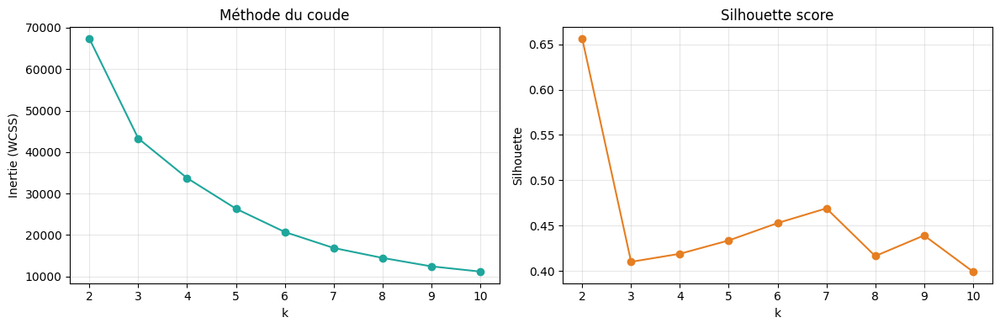 Méthode du coude
Inertie (WCSS)
70000
60000
50000
40000
30000
20000
10000
2 3 4 5 6 7 8 9 10
k
Silhouette score
Silhouette
0.65
0.60
0.55
0.50
0.45
0.40
2 3 4 5 6 7 8 9 10
k